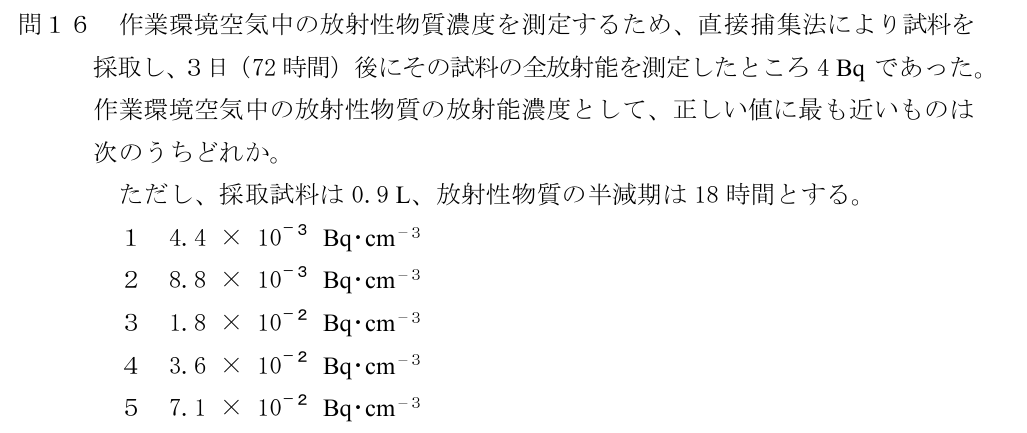 問１６　作業環境空気中の放射性物質濃度を測定するため、直接捕集法により試料を
採取し、３日（72 時間）後にその試料の全放射能を測定したところ 4 Bq であった。
作業環境空気中の放射性物質の放射能濃度として、正しい値に最も近いものは
次のうちどれか。
ただし、採取試料は 0.9 L、放射性物質の半減期は 18 時間とする。
１　4.4 × 10⁻³ Bq･cm⁻³
２　8.8 × 10⁻³ Bq･cm⁻³
３　1.8 × 10⁻² Bq･cm⁻³
４　3.6 × 10⁻² Bq･cm⁻³
５　7.1 × 10⁻² Bq･cm⁻³